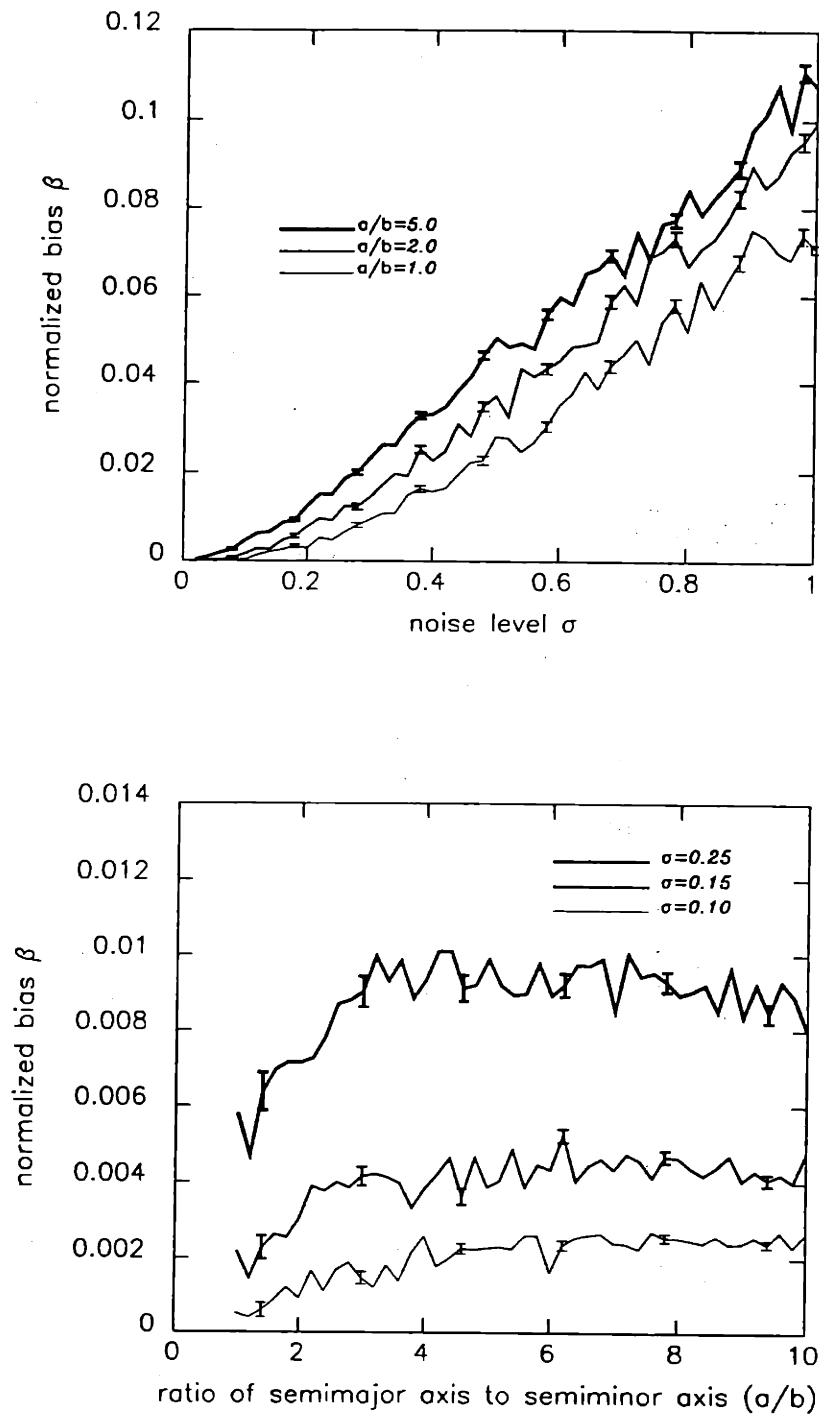 0.12
0.1
0.08
0.06
0.04
0.02
0
normalized bias β
a/b=5.0
a/b=2.0
a/b=1.0
0 0.2 0.4 0.6 0.8 1
noise level σ
0.014
0.012
0.01
0.008
0.006
0.004
0.002
0
normalized bias β
σ=0.25
σ=0.15
σ=0.10
0 2 4 6 8 10
ratio of semimajor axis to semiminor axis (a/b)